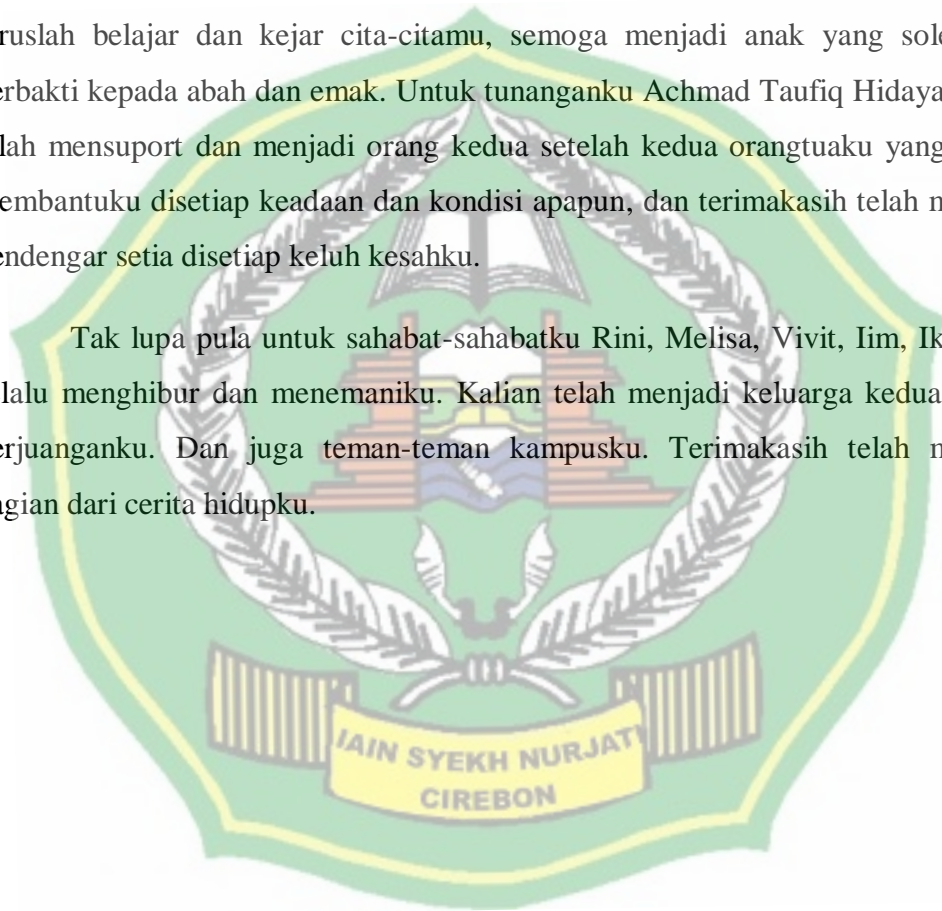 ruslah belajar dan kejar cita-citamu, semoga menjadi anak yang sole
erbakti kepada abah dan emak. Untuk tunanganku Achmad Taufiq Hidaya
lah mensuport dan menjadi orang kedua setelah kedua orangtuaku yang
embantuku disetiap keadaan dan kondisi apapun, dan terimakasih telah m
endengar setia disetiap keluh kesahku.
Tak lupa pula untuk sahabat-sahabatku Rini, Melisa, Vivit, Iim, Ik
lalu menghibur dan menemaniku. Kalian telah menjadi keluarga kedua
erjuanganku. Dan juga teman-teman kampusku. Terimakasih telah m
agian dari cerita hidupku.
IAIN SYEKH NURJATI
CIREBON